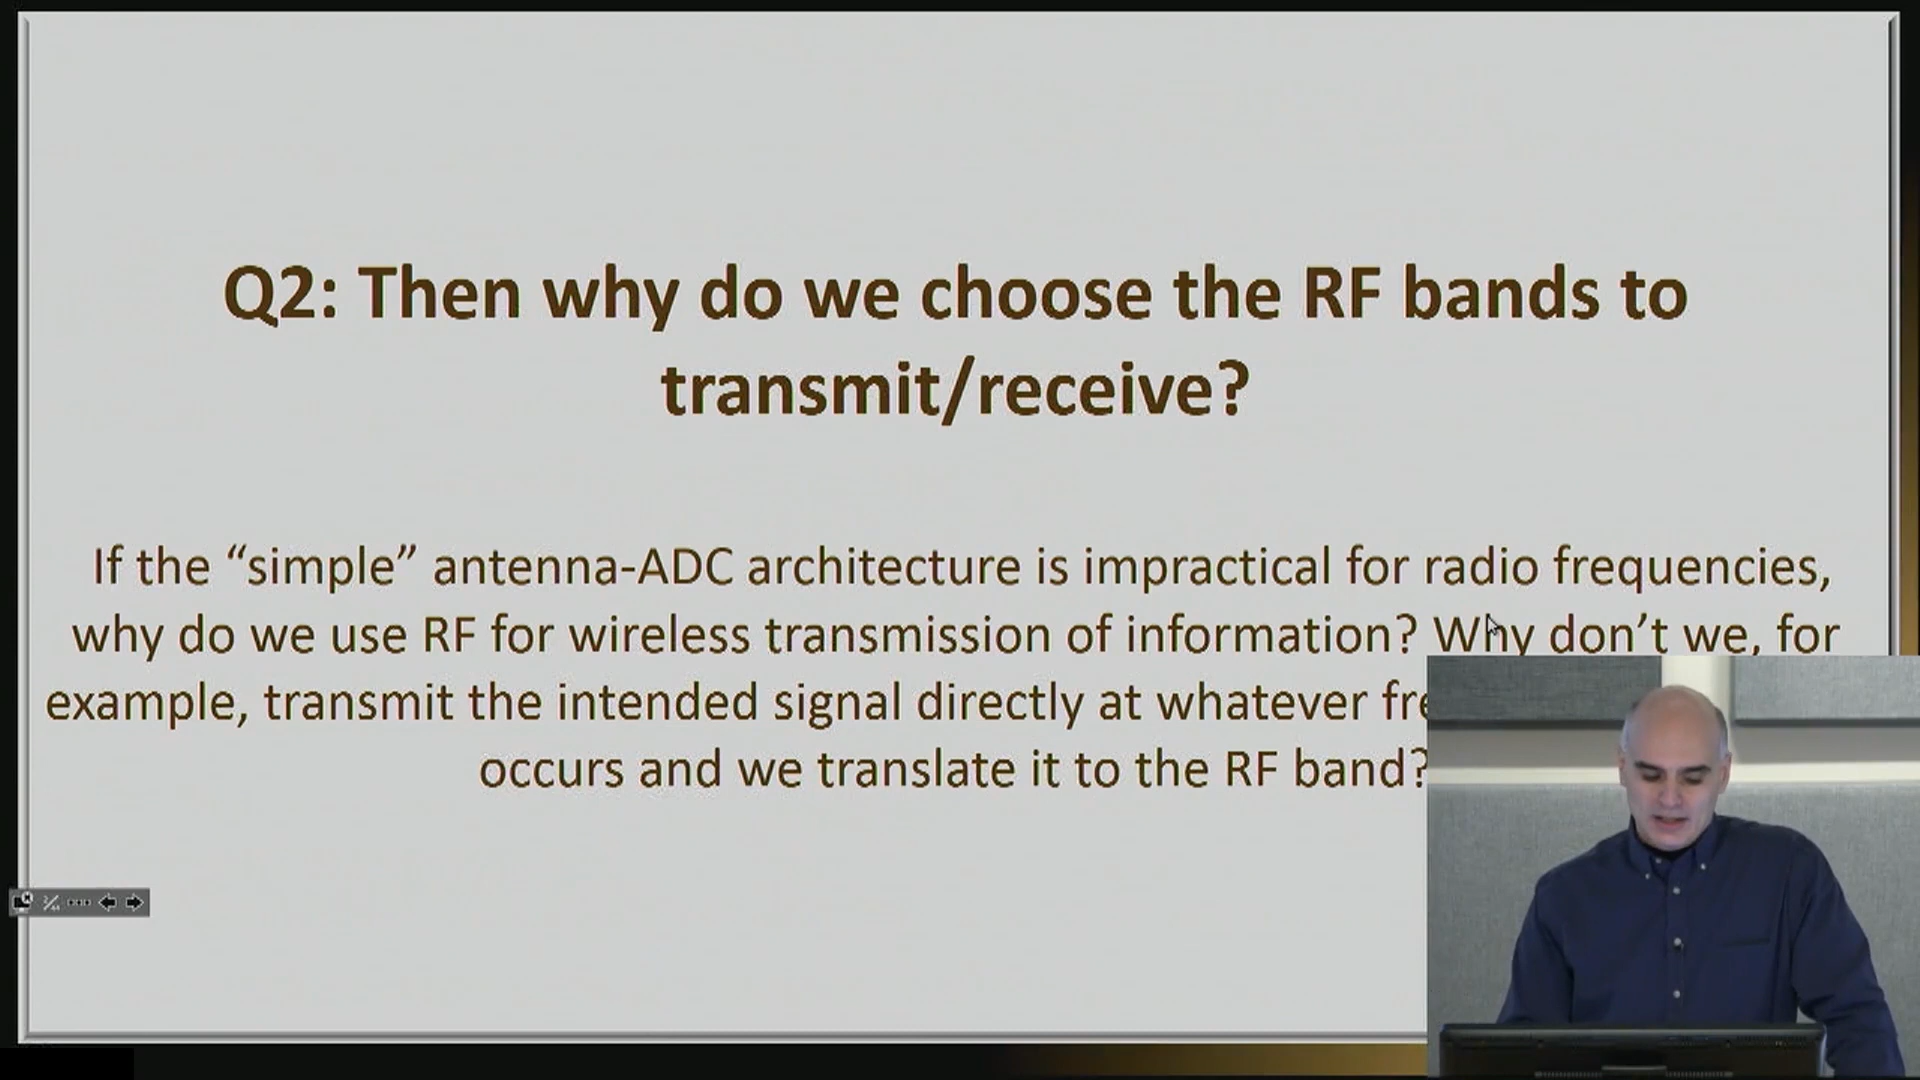 Q2: Then why do we choose the RF bands to
transmit/receive?
If the “simple” antenna-ADC architecture is impractical for radio frequencies,
why do we use RF for wireless transmission of information? Why don’t we, for
example, transmit the intended signal directly at whatever
occurs and we translate it to the RF band?